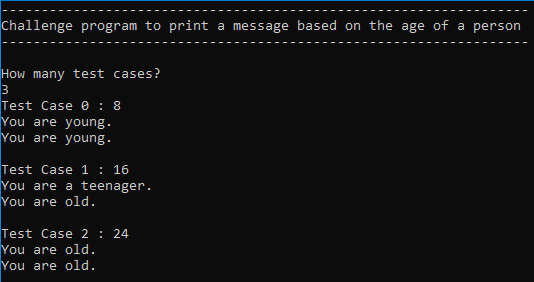 ------------------------------------------------------------------
Challenge program to print a message based on the age of a person
------------------------------------------------------------------
How many test cases?
3
Test Case 0 : 8
You are young.
You are young.
Test Case 1 : 16
You are a teenager.
You are old.
Test Case 2 : 24
You are old.
You are old.